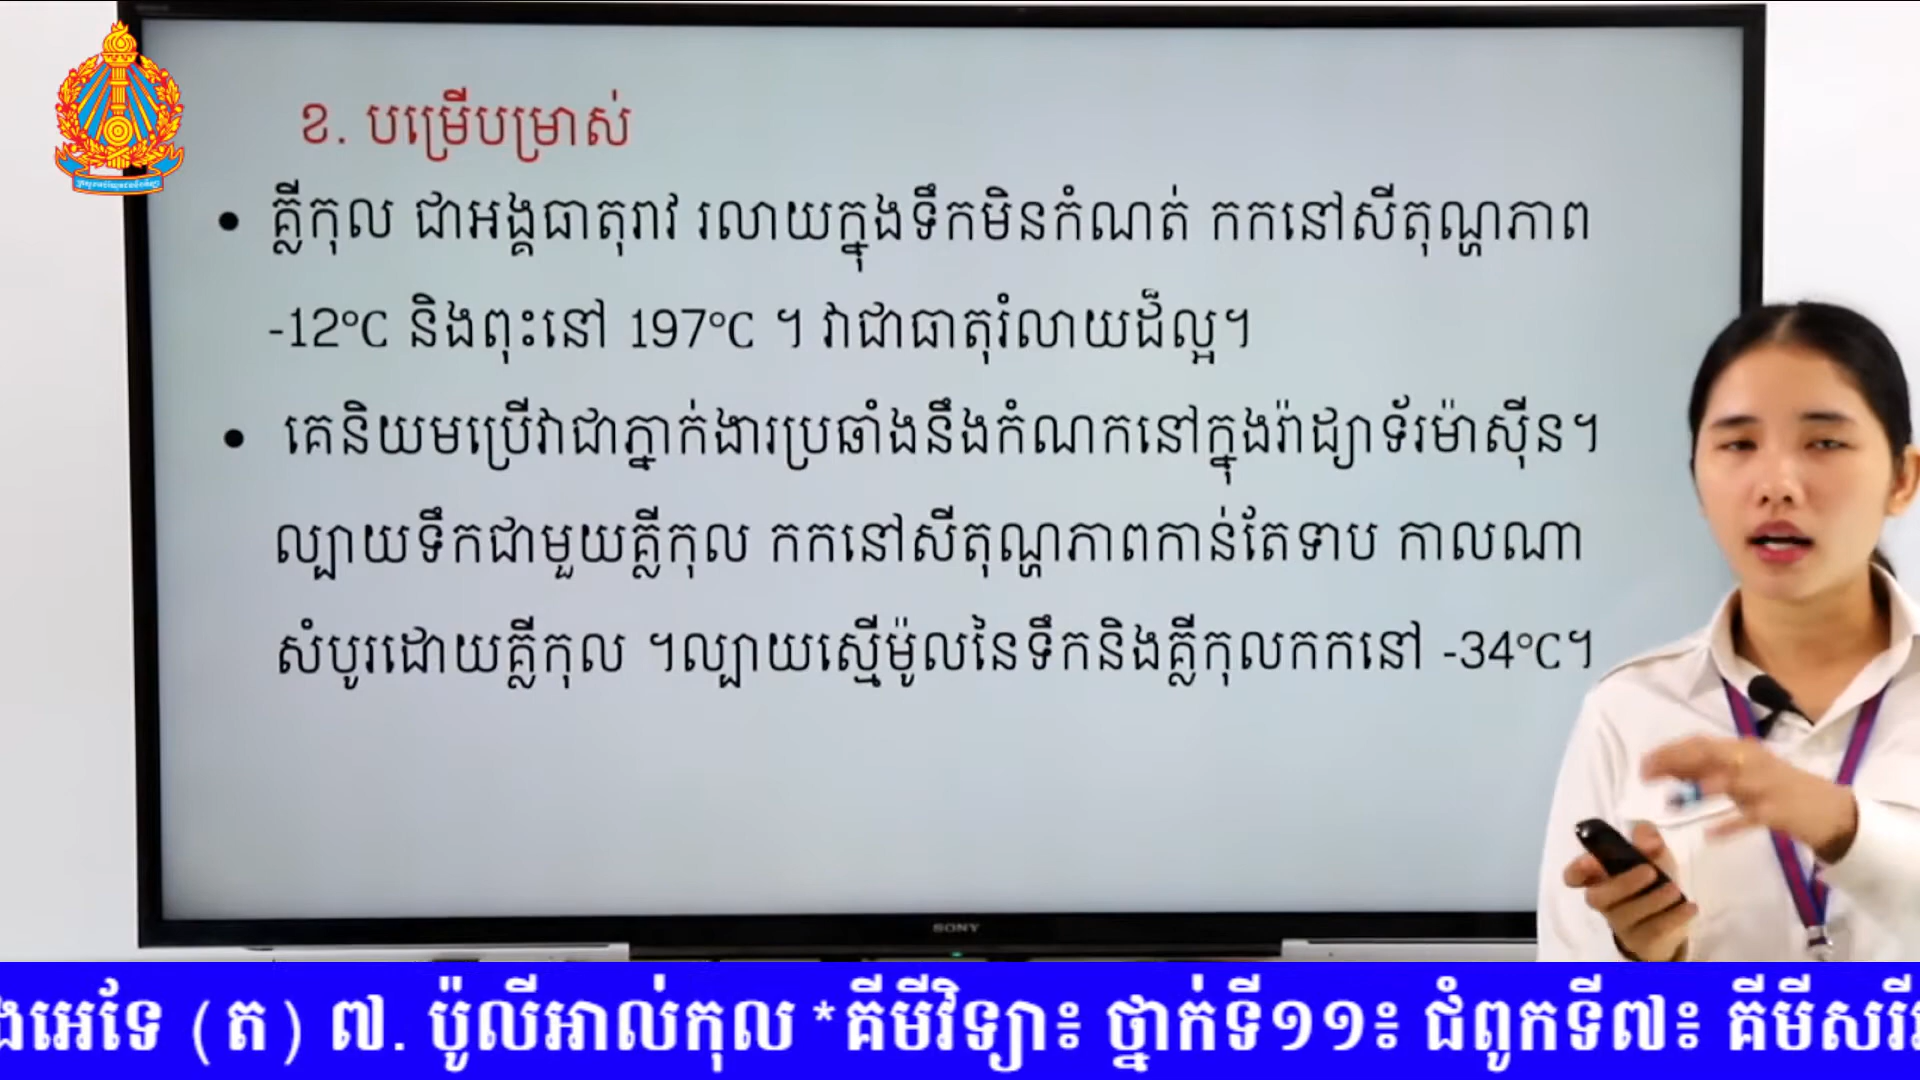 ខ. បម្រើបម្រាស់
• គ្លីកុល ជាអង្គធាតុរាវ រលាយក្នុងទឹកមិនកំណត់ កកនៅសីតុណ្ហភាព
-12°C និងពុះនៅ 197°C ។ វាជាធាតុរំលាយដ៏ល្អ។
• គេនិយមប្រើវាជាភ្នាក់ងារប្រឆាំងនឹងកំណកនៅក្នុងរ៉ាដ្យាទ័រម៉ាស៊ីន។
ល្បាយទឹកជាមួយគ្លីកុល កកនៅសីតុណ្ហភាពកាន់តែទាប កាលណា
សំបូរដោយគ្លីកុល ។ល្បាយស្មើម៉ូលនៃទឹកនិងគ្លីកុលកកនៅ -34°C។
SONY
ងអេទែ (ត) ៧. ប៉ូលីអាល់កុល *គីមីវិទ្យា៖ ថ្នាក់ទី១១៖ ជំពូកទី៧៖ គីមីសរី